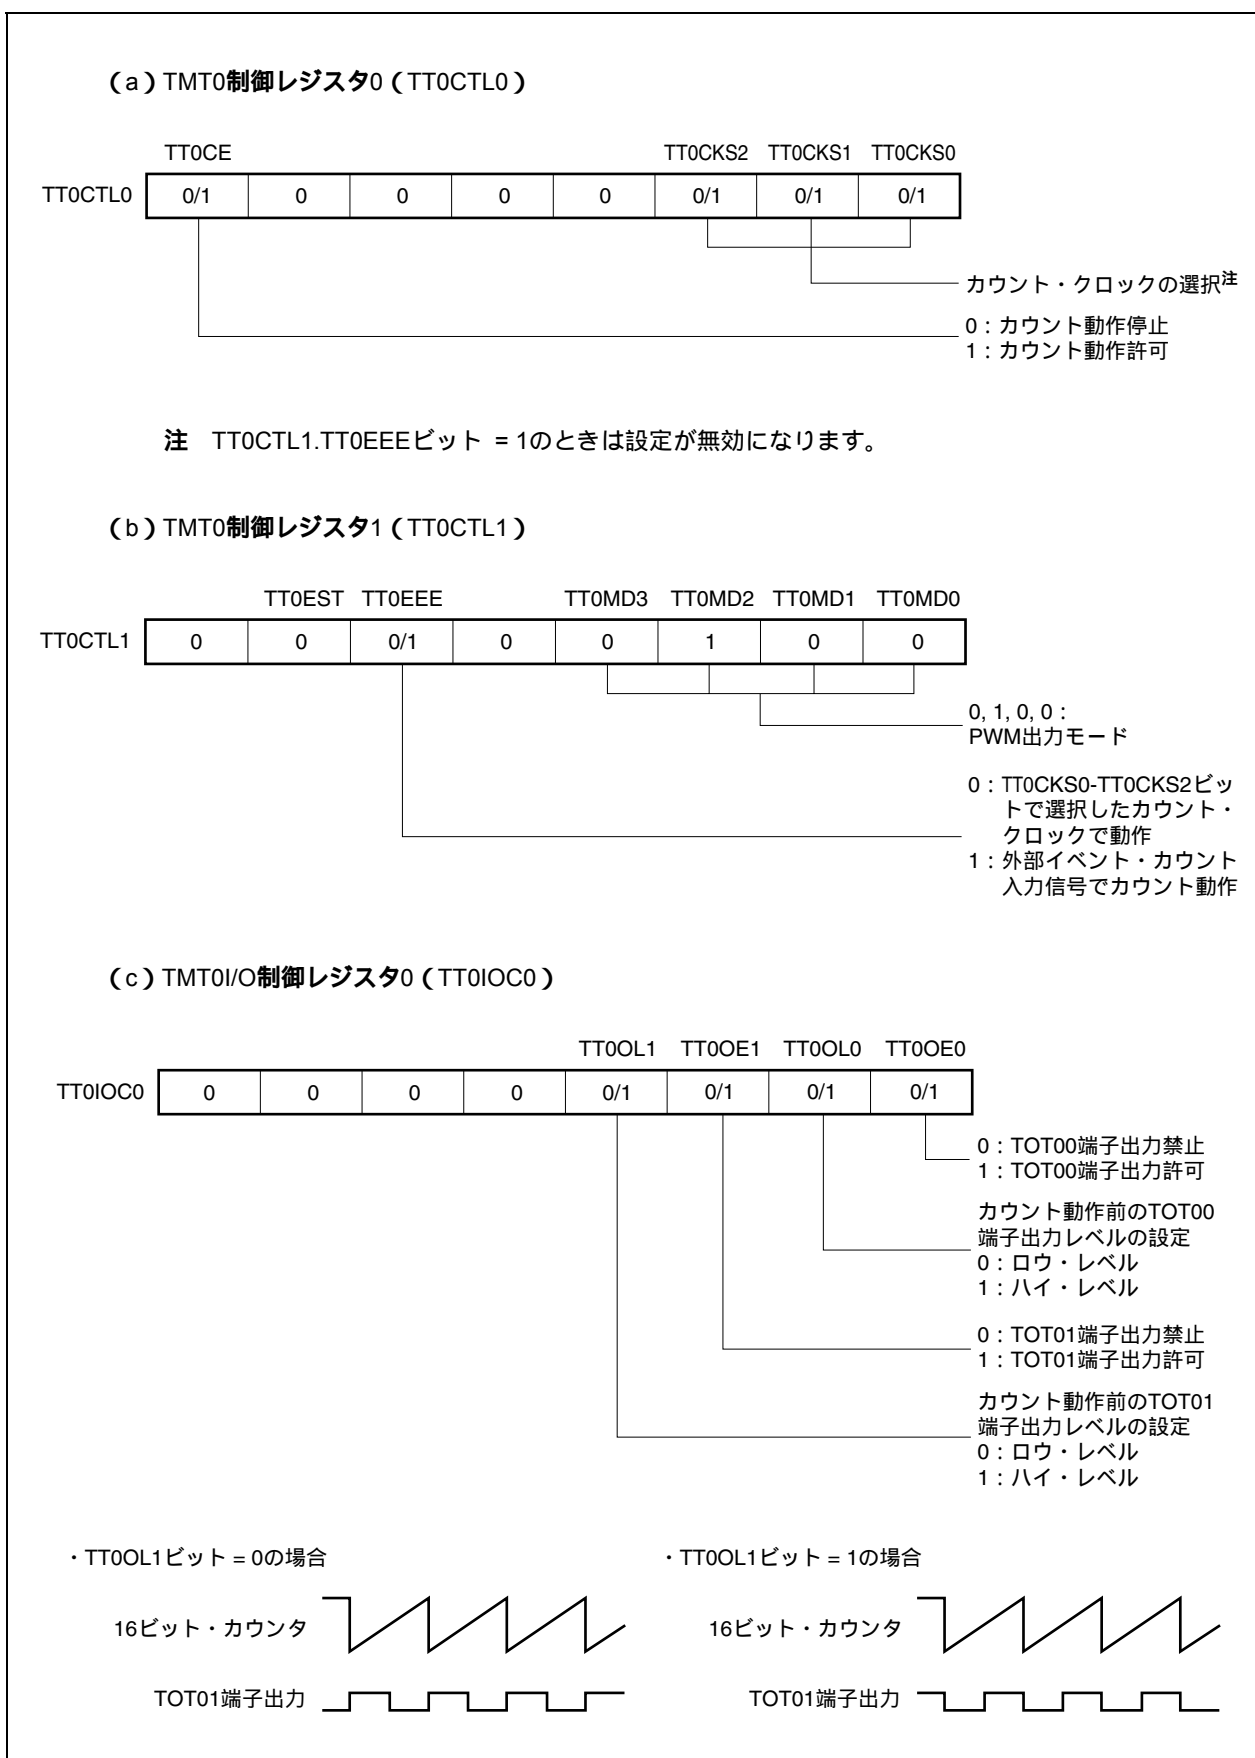 (a)TMT0制御レジスタ0(TT0CTL0)
TT0CE TT0CKS2 TT0CKS1 TT0CKS0
TT0CTL0 0/1 0 0 0 0 0/1 0/1 0/1
カウント・クロックの選択注
0:カウント動作停止
1:カウント動作許可
注 TT0CTL1.TT0EEEビット = 1のときは設定が無効になります。
(b)TMT0制御レジスタ1(TT0CTL1)
TT0EST TT0EEE TT0MD3 TT0MD2 TT0MD1 TT0MD0
TT0CTL1 0 0 0/1 0 0 1 0 0
0, 1, 0, 0:
PWM出力モード
0:TT0CKS0-TT0CKS2ビッ
トで選択したカウント・
クロックで動作
1:外部イベント・カウント
入力信号でカウント動作
(c)TMT0I/O制御レジスタ0(TT0IOC0)
TT0OL1 TT0OE1 TT0OL0 TT0OE0
TT0IOC0 0 0 0 0 0/1 0/1 0/1 0/1
0:TOT00端子出力禁止
1:TOT00端子出力許可
カウント動作前のTOT00
端子出力レベルの設定
0:ロウ・レベル
1:ハイ・レベル
0:TOT01端子出力禁止
1:TOT01端子出力許可
カウント動作前のTOT01
端子出力レベルの設定
0:ロウ・レベル
1:ハイ・レベル
・TT0OL1ビット = 0の場合 ・TT0OL1ビット = 1の場合
16ビット・カウンタ 16ビット・カウンタ
TOT01端子出力 TOT01端子出力